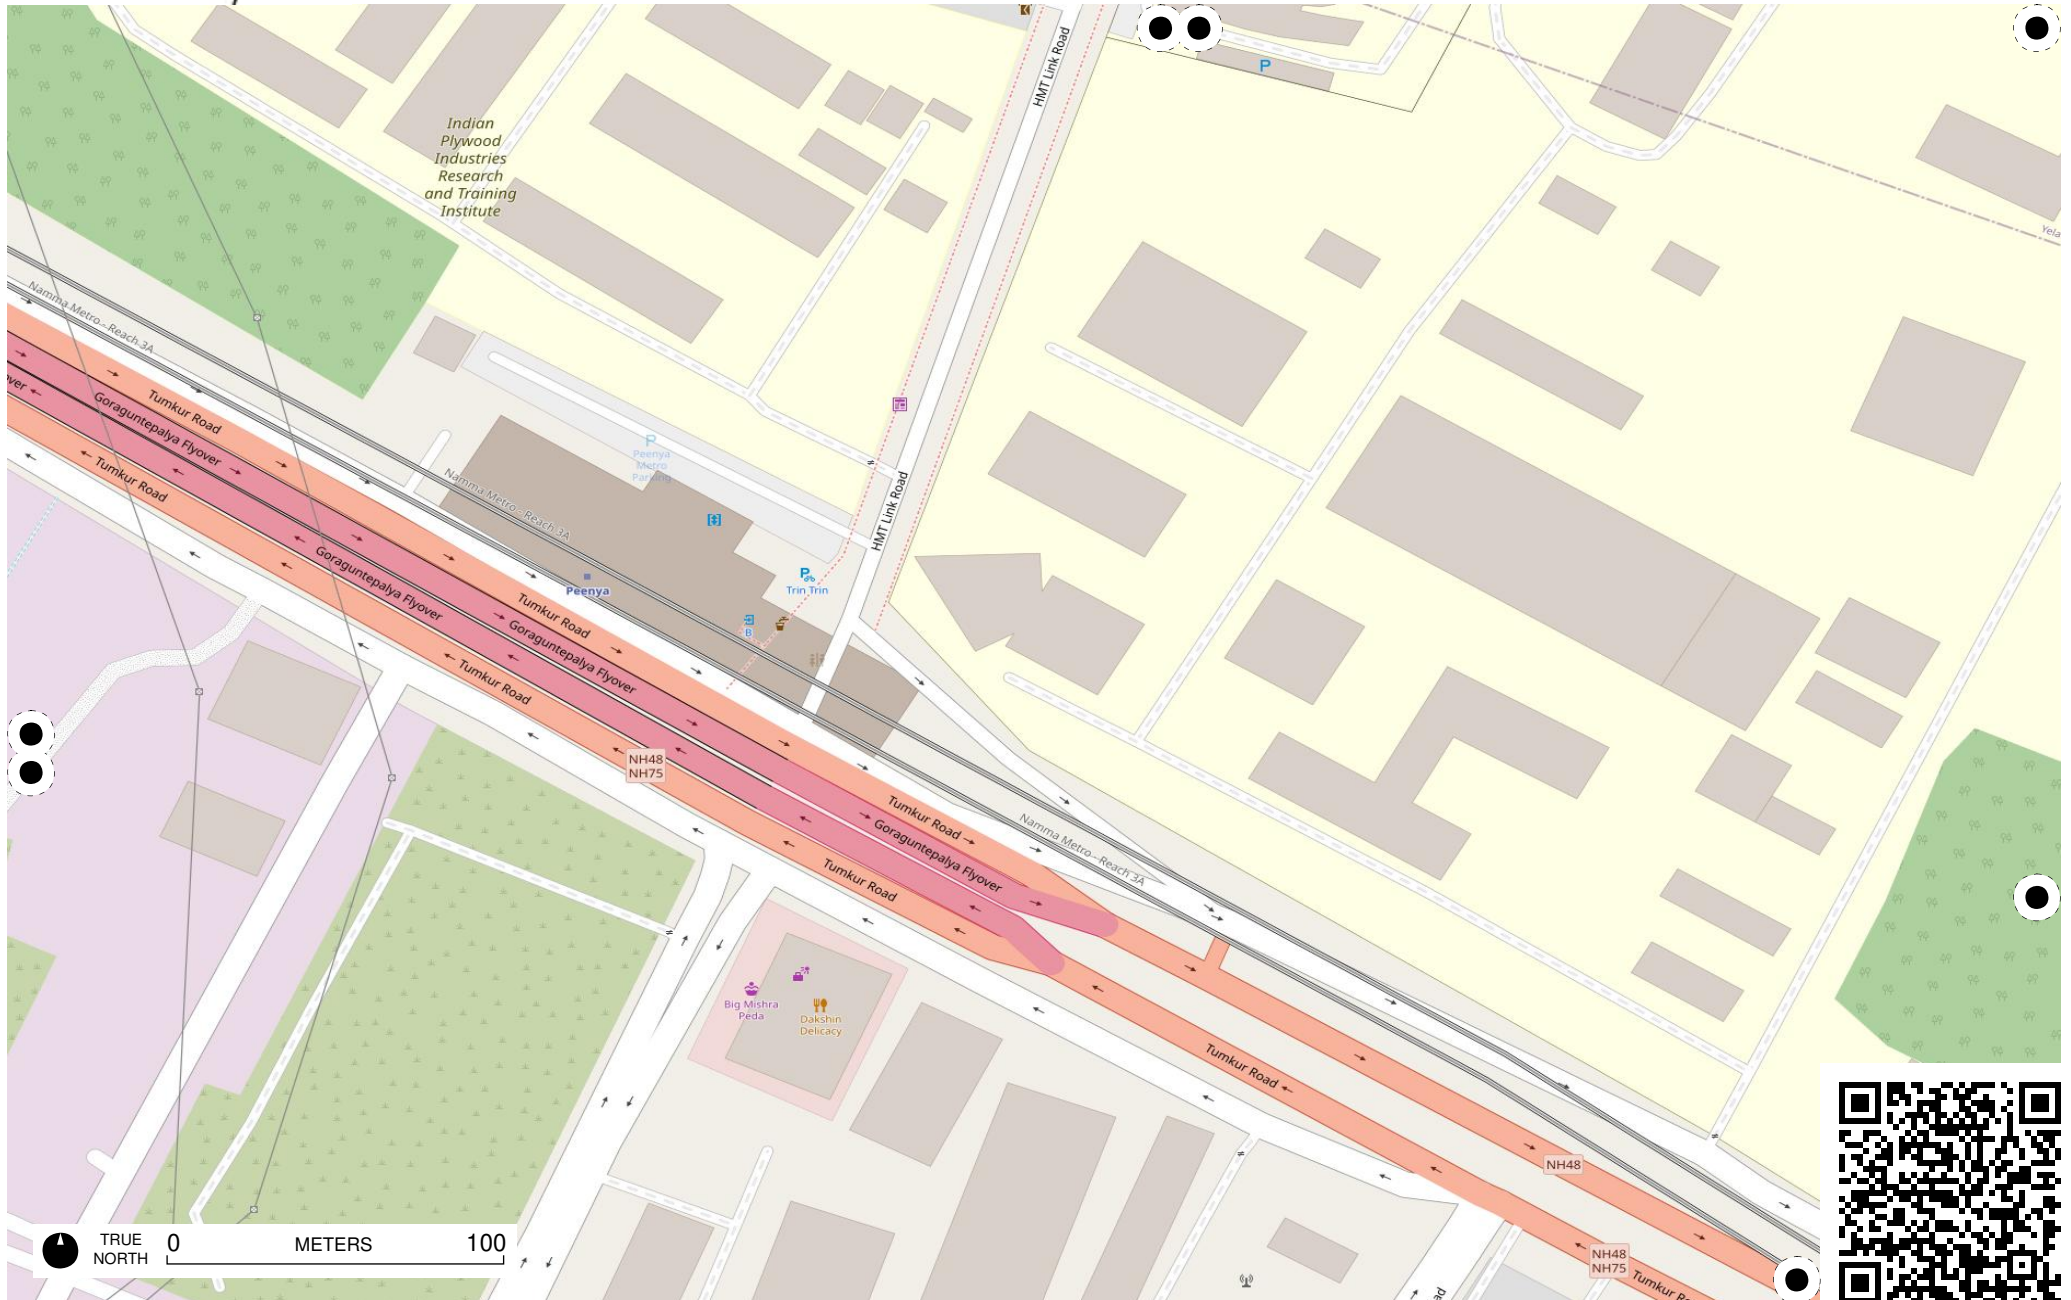 HMT Link Road
P
Indian
Plywood
Industries
Research
and Training
Institute
Namma Metro - Reach 3A
Tumkur Road
Goraguntepalya Flyover
Tumkur Road
P
Peenya
Metro
Parking
Namma Metro - Reach 3A
HMT Link Road
P
Trin Trin
Peenya
B
Goraguntepalya Flyover
Tumkur Road
Goraguntepalya Flyover
Tumkur Road
NH48
NH75
Tumkur Road
Goraguntepalya Flyover
Namma Metro - Reach 3A
Tumkur Road
Big Mishra
Peda
Dakshin
Delicacy
Tumkur Road
NH48
NH48
NH75
TRUE
NORTH
0
METERS
100